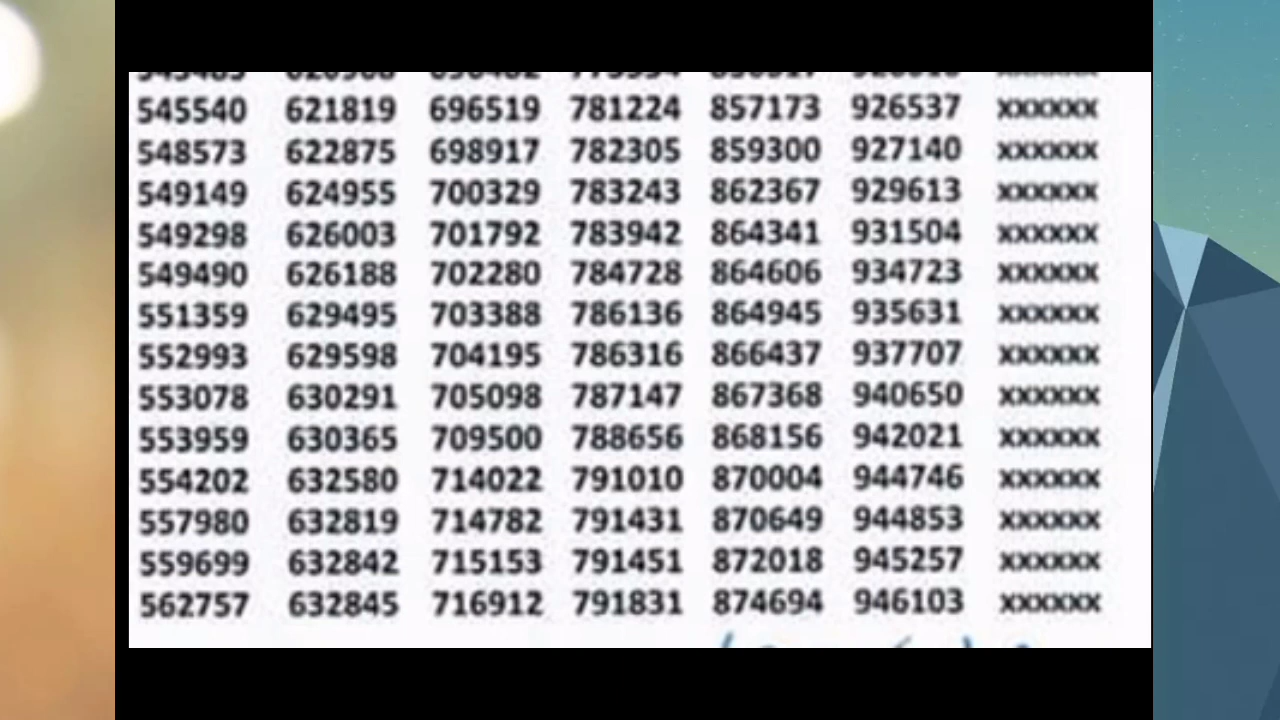 545540 621819 696519 781224 857173 926537 xxxxxx
548573 622875 698917 782305 859300 927140 xxxxxx
549149 624955 700329 783243 862367 929613 xxxxxx
549298 626003 701792 783942 864341 931504 xxxxxx
549490 626188 702280 784728 864606 934723 xxxxxx
551359 629495 703388 786136 864945 935631 xxxxxx
552993 629598 704195 786316 866437 937707 xxxxxx
553078 630291 705098 787147 867368 940650 xxxxxx
553959 630365 709500 788656 868156 942021 xxxxxx
554202 632580 714022 791010 870004 944746 xxxxxx
557980 632819 714782 791431 870649 944853 xxxxxx
559699 632842 715153 791451 872018 945257 xxxxxx
562757 632845 716912 791831 874694 946103 xxxxxx